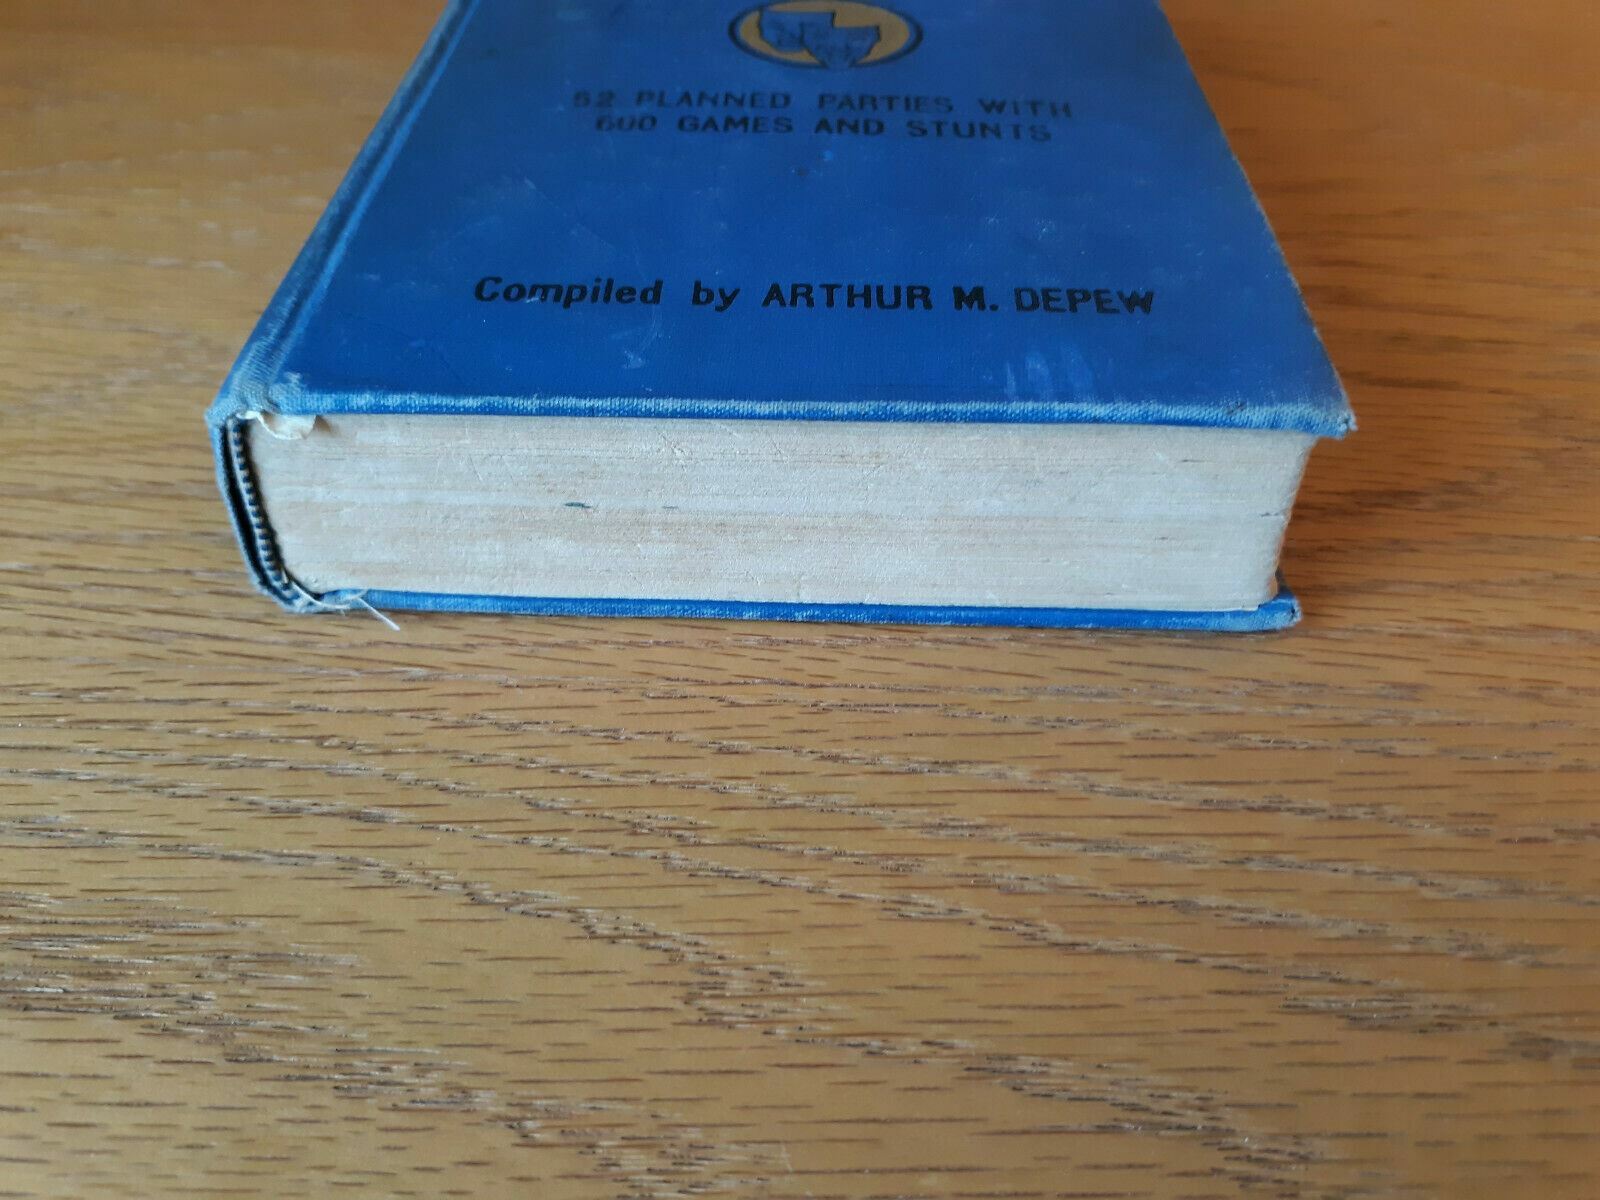 52 PLANNED PARTIES WITH
600 GAMES AND STUNTS
Compiled by ARTHUR M. DEPEW